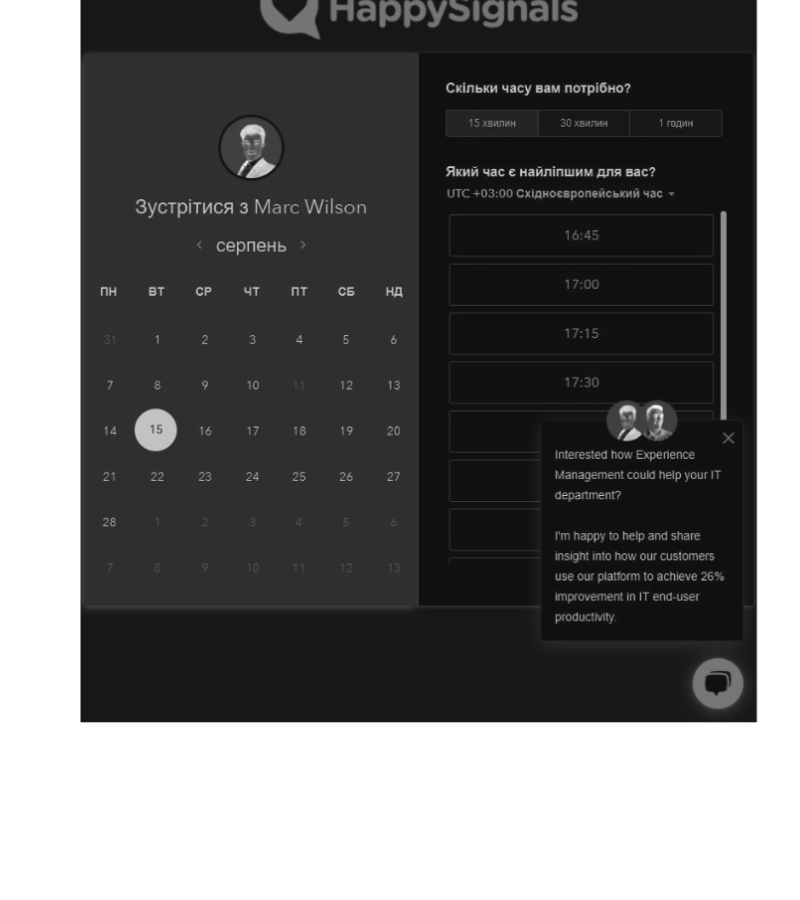 HappySignals
Зустрітися з Marc Wilson
‹ серпень ›
ПН ВТ СР ЧТ ПТ СБ НД
31 1 2 3 4 5 6
7 8 9 10 11 12 13
14 15 16 17 18 19 20
21 22 23 24 25 26 27
28 1 2 3 4 5 6
7 8 9 10 11 12 13
Скільки часу вам потрібно?
15 хвилин 30 хвилин 1 годин
Який час є найліпшим для вас?
UTC +03:00 Східноєвропейський час
16:45
17:00
17:15
17:30
Interested how Experience
Management could help your IT
department?
I'm happy to help and share
insight into how our customers
use our platform to achieve 26%
improvement in IT end-user
productivity.